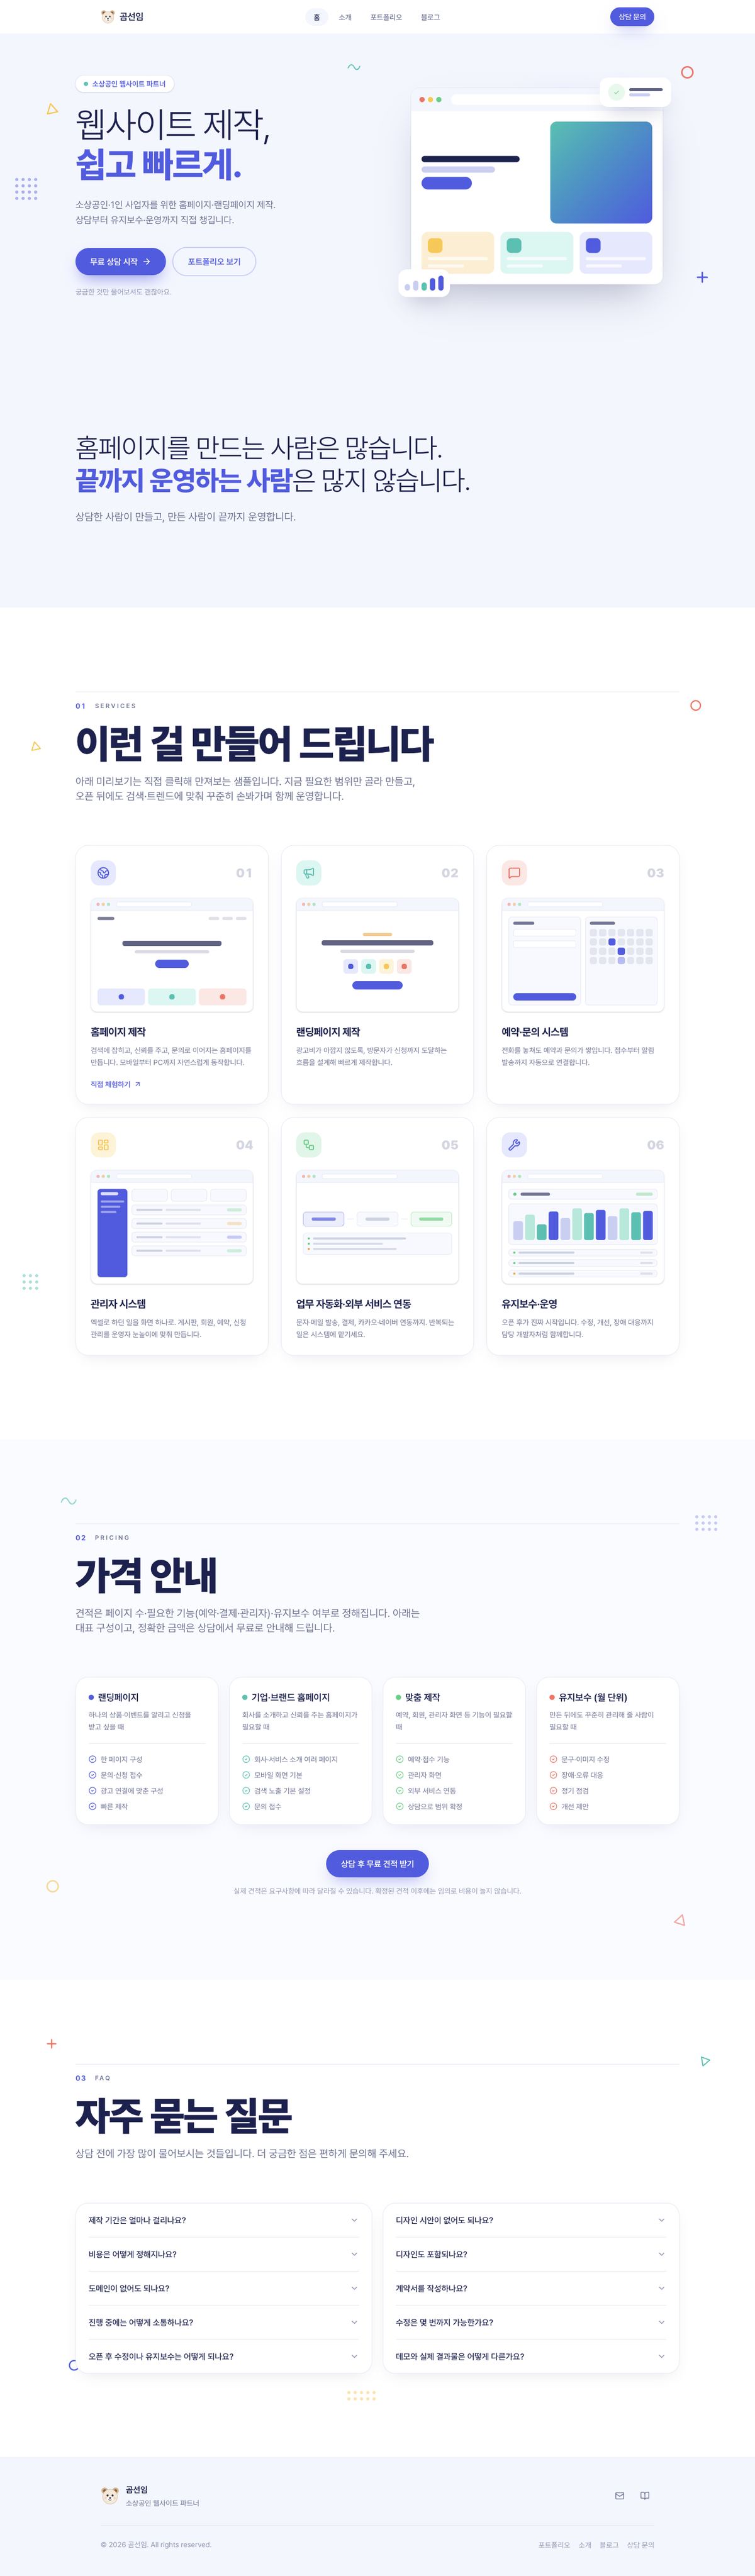 곰선임
홈
소개
포트폴리오
블로그
상담 문의
소상공인 웹사이트 파트너
웹사이트 제작,
쉽고 빠르게.
소상공인·1인 사업자를 위한 홈페이지·랜딩페이지 제작.
상담부터 유지보수·운영까지 직접 챙깁니다.
무료 상담 시작
포트폴리오 보기
궁금한 것만 물어보셔도 괜찮아요.
홈페이지를 만드는 사람은 많습니다.
끝까지 운영하는 사람은 많지 않습니다.
상담한 사람이 만들고, 만든 사람이 끝까지 운영합니다.
01 SERVICES
이런 걸 만들어 드립니다
아래 미리보기는 직접 클릭해 만져보는 샘플입니다. 지금 필요한 범위만 골라 만들고,
오픈 뒤에도 검색·트렌드에 맞춰 꾸준히 손봐가며 함께 운영합니다.
01
홈페이지 제작
검색에 잡히고, 신뢰를 주고, 문의로 이어지는 홈페이지를
만듭니다. 모바일부터 PC까지 자연스럽게 동작합니다.
직접 체험하기
02
랜딩페이지 제작
광고비가 아깝지 않도록, 방문자가 신청까지 도달하는
흐름을 설계해 빠르게 제작합니다.
03
예약·문의 시스템
전화를 놓쳐도 예약과 문의가 쌓입니다. 접수부터 알림
발송까지 자동으로 연결합니다.
04
관리자 시스템
엑셀로 하던 일을 화면 하나로. 게시판, 회원, 예약, 신청
관리를 운영자 눈높이에 맞춰 만듭니다.
05
업무 자동화·외부 서비스 연동
문자·메일 발송, 결제, 카카오·네이버 연동까지. 반복되는
일은 시스템에 맡기세요.
06
유지보수·운영
오픈 후가 진짜 시작입니다. 수정, 개선, 장애 대응까지
담당 개발자처럼 함께합니다.
02 PRICING
가격 안내
견적은 페이지 수·필요한 기능(예약·결제·관리자)·유지보수 여부로 정해집니다. 아래는
대표 구성이고, 정확한 금액은 상담에서 무료로 안내해 드립니다.
랜딩페이지
하나의 상품·이벤트를 알리고 신청을
받고 싶을 때
한 페이지 구성
문의·신청 접수
광고 연결에 맞춘 구성
빠른 제작
기업·브랜드 홈페이지
회사를 소개하고 신뢰를 주는 홈페이지가
필요할 때
회사·서비스 소개 여러 페이지
모바일 화면 기본
검색 노출 기본 설정
문의 접수
맞춤 제작
예약, 회원, 관리자 화면 등 기능이 필요할
때
예약·접수 기능
관리자 화면
외부 서비스 연동
상담으로 범위 확정
유지보수 (월 단위)
만든 뒤에도 꾸준히 관리해 줄 사람이
필요할 때
문구·이미지 수정
장애·오류 대응
정기 점검
개선 제안
상담 후 무료 견적 받기
실제 견적은 요구사항에 따라 달라질 수 있습니다. 확정된 견적 이후에는 임의로 비용이 늘지 않습니다.
03 FAQ
자주 묻는 질문
상담 전에 가장 많이 물어보시는 것들입니다. 더 궁금한 점은 편하게 문의해 주세요.
제작 기간은 얼마나 걸리나요?
비용은 어떻게 정해지나요?
도메인이 없어도 되나요?
진행 중에는 어떻게 소통하나요?
오픈 후 수정이나 유지보수는 어떻게 되나요?
디자인 시안이 없어도 되나요?
디자인도 포함되나요?
계약서를 작성하나요?
수정은 몇 번까지 가능한가요?
데모와 실제 결과물은 어떻게 다른가요?
곰선임
소상공인 웹사이트 파트너
© 2026 곰선임. All rights reserved.
포트폴리오
소개
블로그
상담 문의